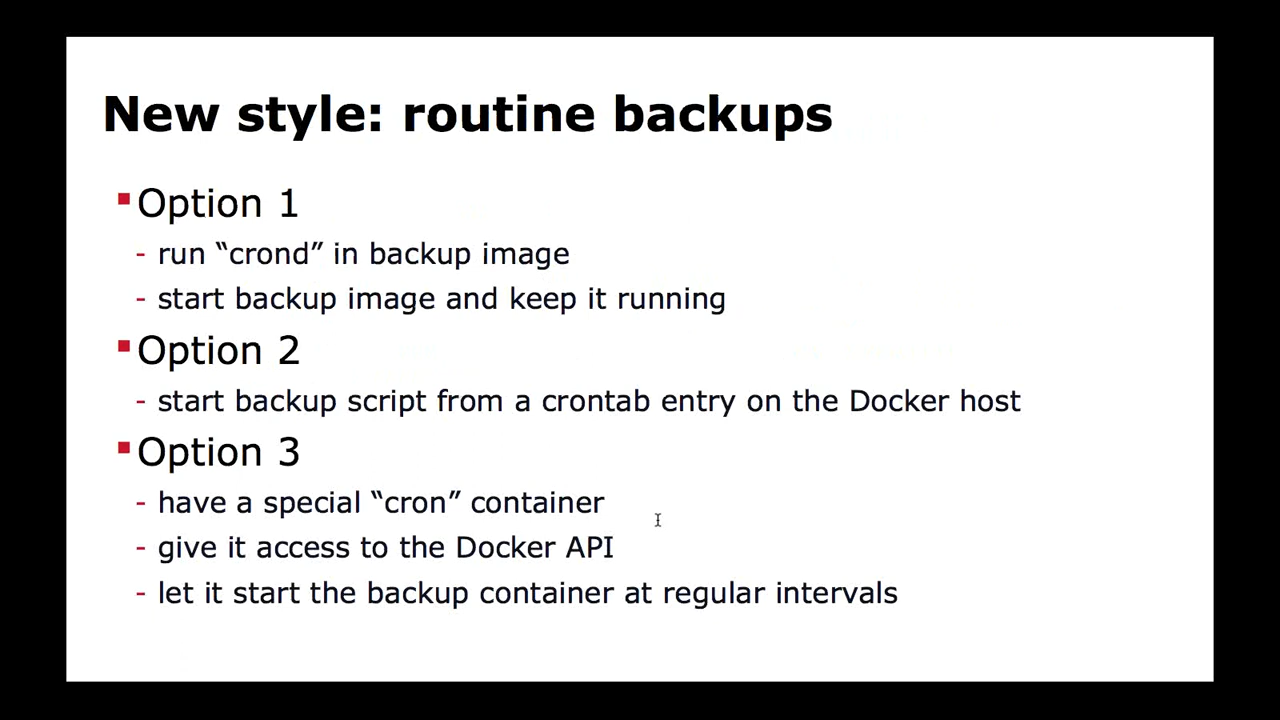 New style: routine backups
Option 1
- run “crond” in backup image
- start backup image and keep it running
Option 2
- start backup script from a crontab entry on the Docker host
Option 3
- have a special “cron” container
- give it access to the Docker API
- let it start the backup container at regular intervals